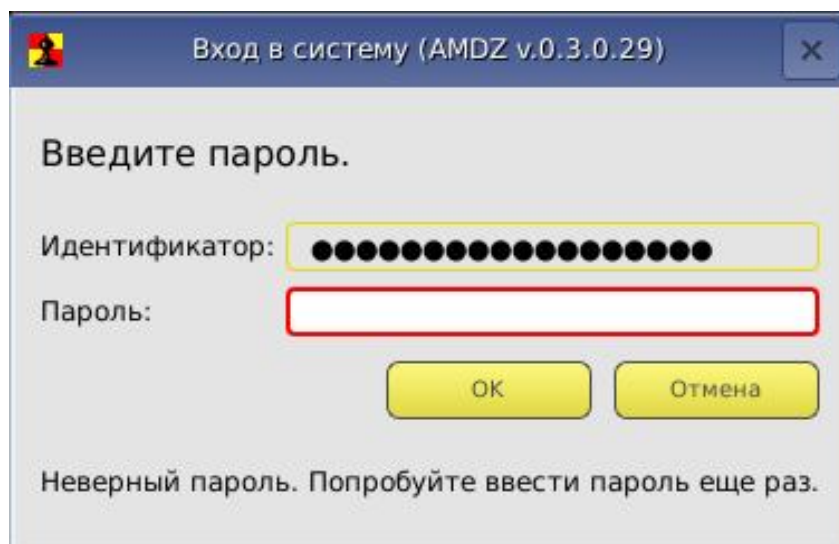 Вход в систему (AMDZ v.0.3.0.29)
Введите пароль.
Идентификатор: ●●●●●●●●●●●●●●●●●●
Пароль:
OK Отмена
Неверный пароль. Попробуйте ввести пароль еще раз.